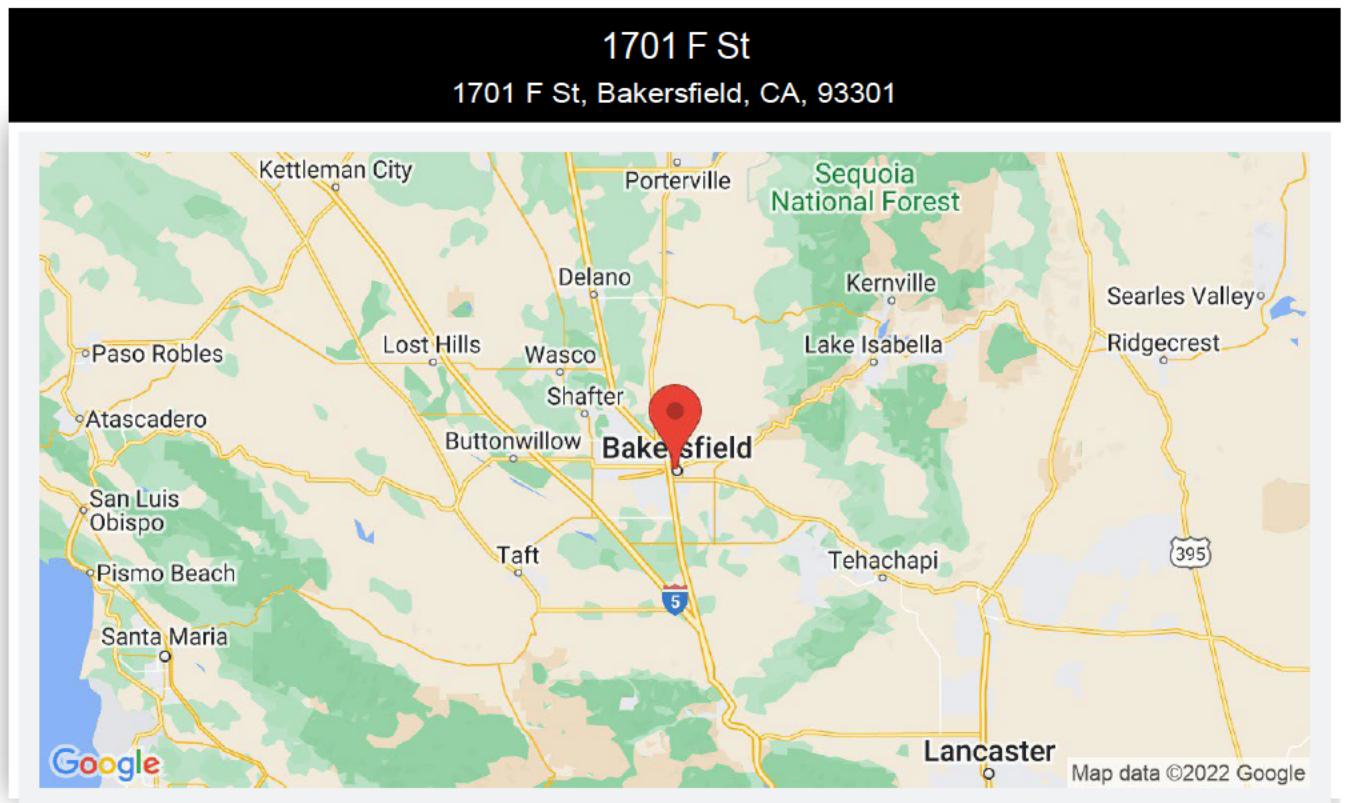 1701 F St
1701 F St, Bakersfield, CA, 93301
Kettleman City
Porterville
Sequoia
National Forest
Delano
Kernville
Searles Valley
Paso Robles
Lost Hills
Wasco
Lake Isabella
Ridgecrest
Shafter
Atascadero
Buttonwillow
Bakersfield
San Luis
Obispo
Taft
Tehachapi
395
Pismo Beach
5
Santa Maria
Lancaster
Google
Map data ©2022 Google